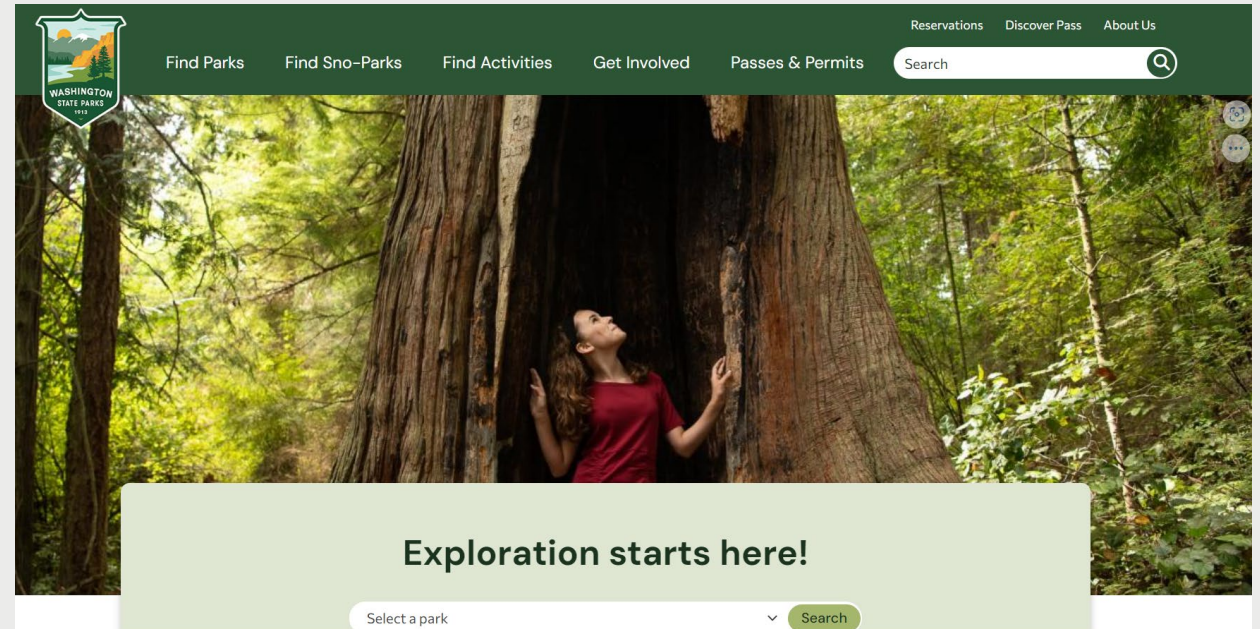 Reservations Discover Pass About Us
WASHINGTON
STATE PARKS
1913
Find Parks Find Sno-Parks Find Activities Get Involved Passes & Permits Search
Exploration starts here!
Select a park Search